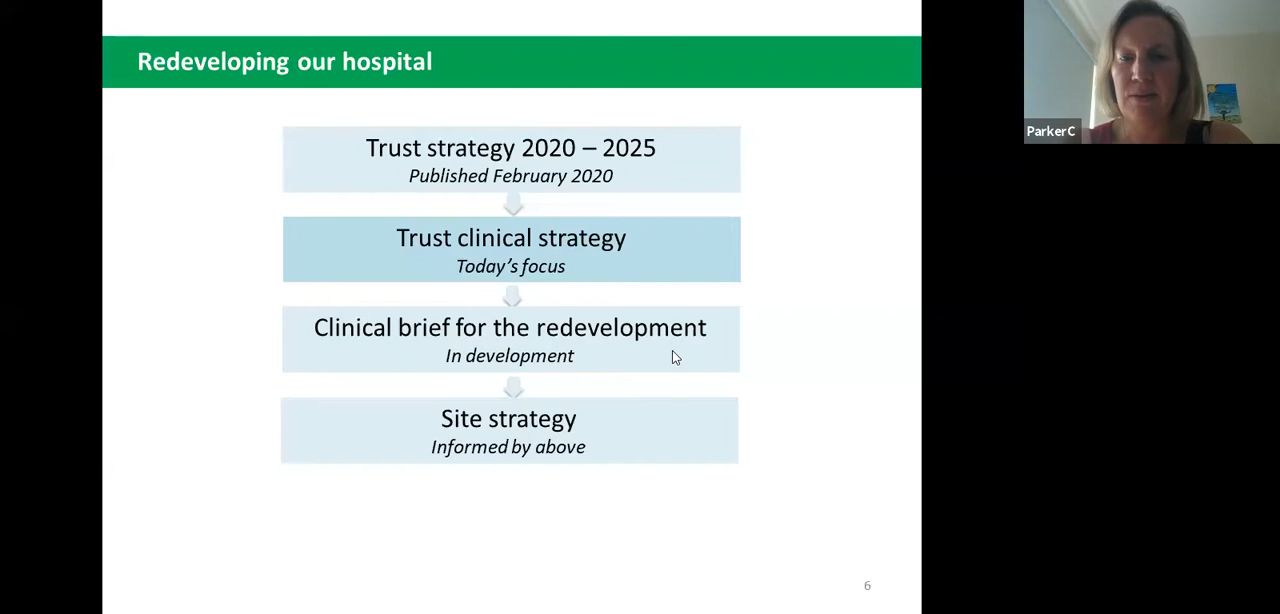 Redeveloping our hospital
Trust strategy 2020 – 2025
Published February 2020
Trust clinical strategy
Today's focus
Clinical brief for the redevelopment
In development
Site strategy
Informed by above
6
ParkerC